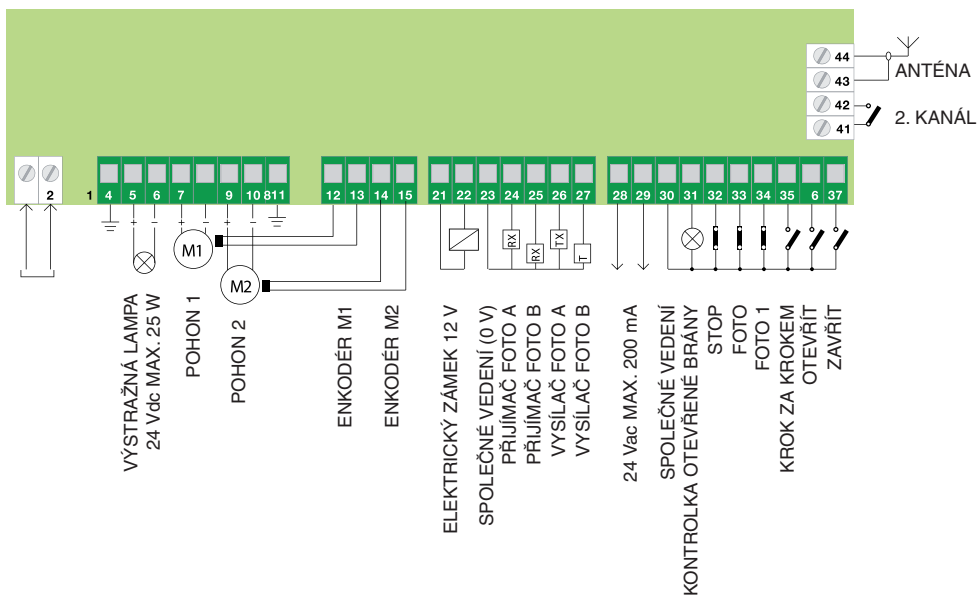 44
ANTÉNA
43
42
2. KANÁL
41
2
1
4 5 6 7 9 10 811
12 13 14 15
21 22 23 24 25 26 27
28 29 30 31 32 33 34 35 6 37
+ − + − + −
M1
M2
RX
RX
TX
T
VÝSTRAŽNÁ LAMPA
24 Vdc MAX. 25 W
POHON 1
POHON 2
ENKODÉR M1
ENKODÉR M2
ELEKTRICKÝ ZÁMEK 12 V
SPOLEČNÉ VEDENÍ (0 V)
PŘIJÍMAČ FOTO A
PŘIJÍMAČ FOTO B
VYSÍLAČ FOTO A
VYSÍLAČ FOTO B
24 Vac MAX. 200 mA
SPOLEČNÉ VEDENÍ
KONTROLKA OTEVŘENÉ BRÁNY
STOP
FOTO
FOTO 1
KROK ZA KROKEM
OTEVŘÍT
ZAVŘÍT